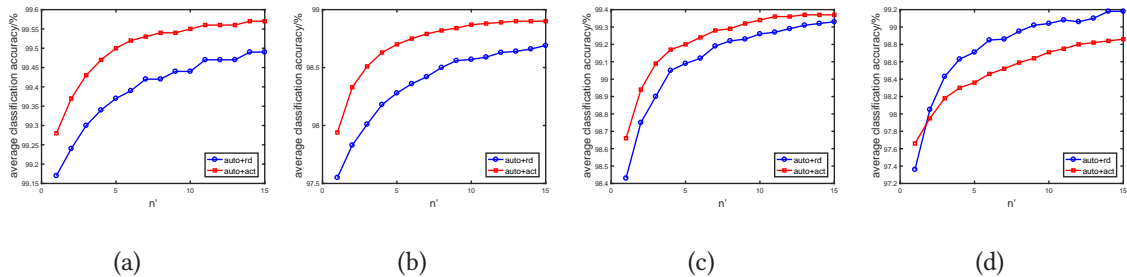 average classification accuracy/%
99.6
99.55
99.5
99.45
99.4
99.35
99.3
99.25
99.2
99.15
0
5
10
15
n'
auto+rd
auto+act
(a)
average classification accuracy/%
99
98.5
98
97.5
0
5
10
15
n'
auto+rd
auto+act
(b)
average classification accuracy/%
99.4
99.3
99.2
99.1
99
98.9
98.8
98.7
98.6
98.5
98.4
0
5
10
15
n'
auto+rd
auto+act
(c)
average classification accuracy/%
99.2
99
98.8
98.6
98.4
98.2
98
97.8
97.6
97.4
97.2
0
5
10
15
n'
auto+rd
auto+act
(d)